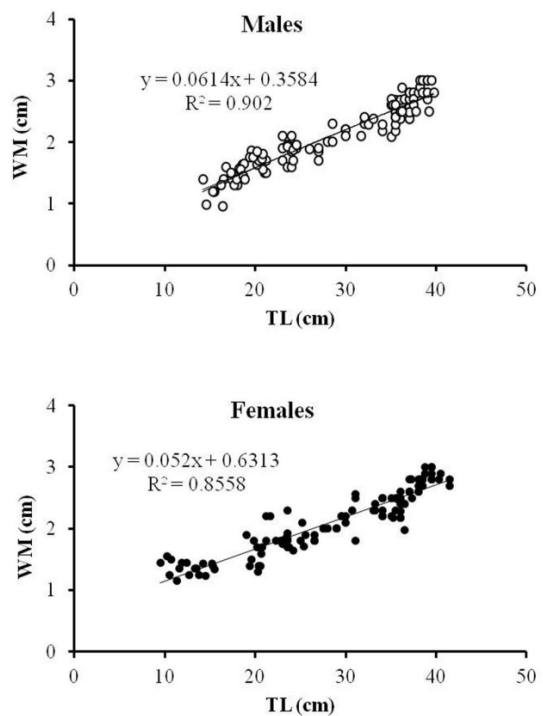 Males
y = 0.0614x + 0.3584
R² = 0.902
WM (cm)
4
3
2
1
0
0 10 20 30 40 50
TL (cm)
Females
y = 0.052x + 0.6313
R² = 0.8558
WM (cm)
4
3
2
1
0
0 10 20 30 40 50
TL (cm)